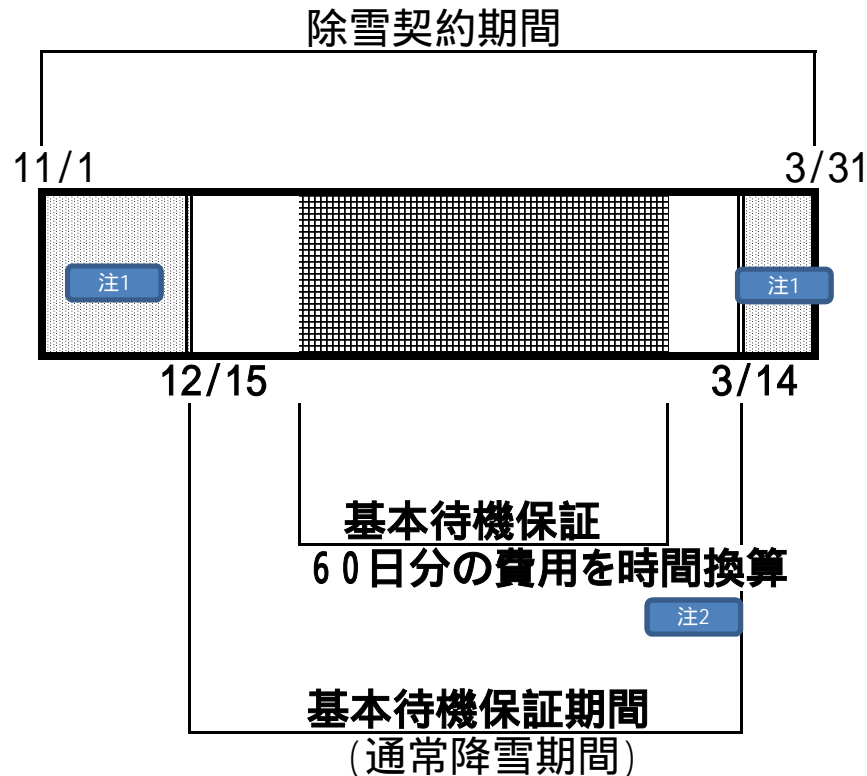 除雪契約期間
11/1
3/31
注1
注1
12/15
3/14
基本待機保証
60日分の費用を時間換算
注2
基本待機保証期間
(通常降雪期間)